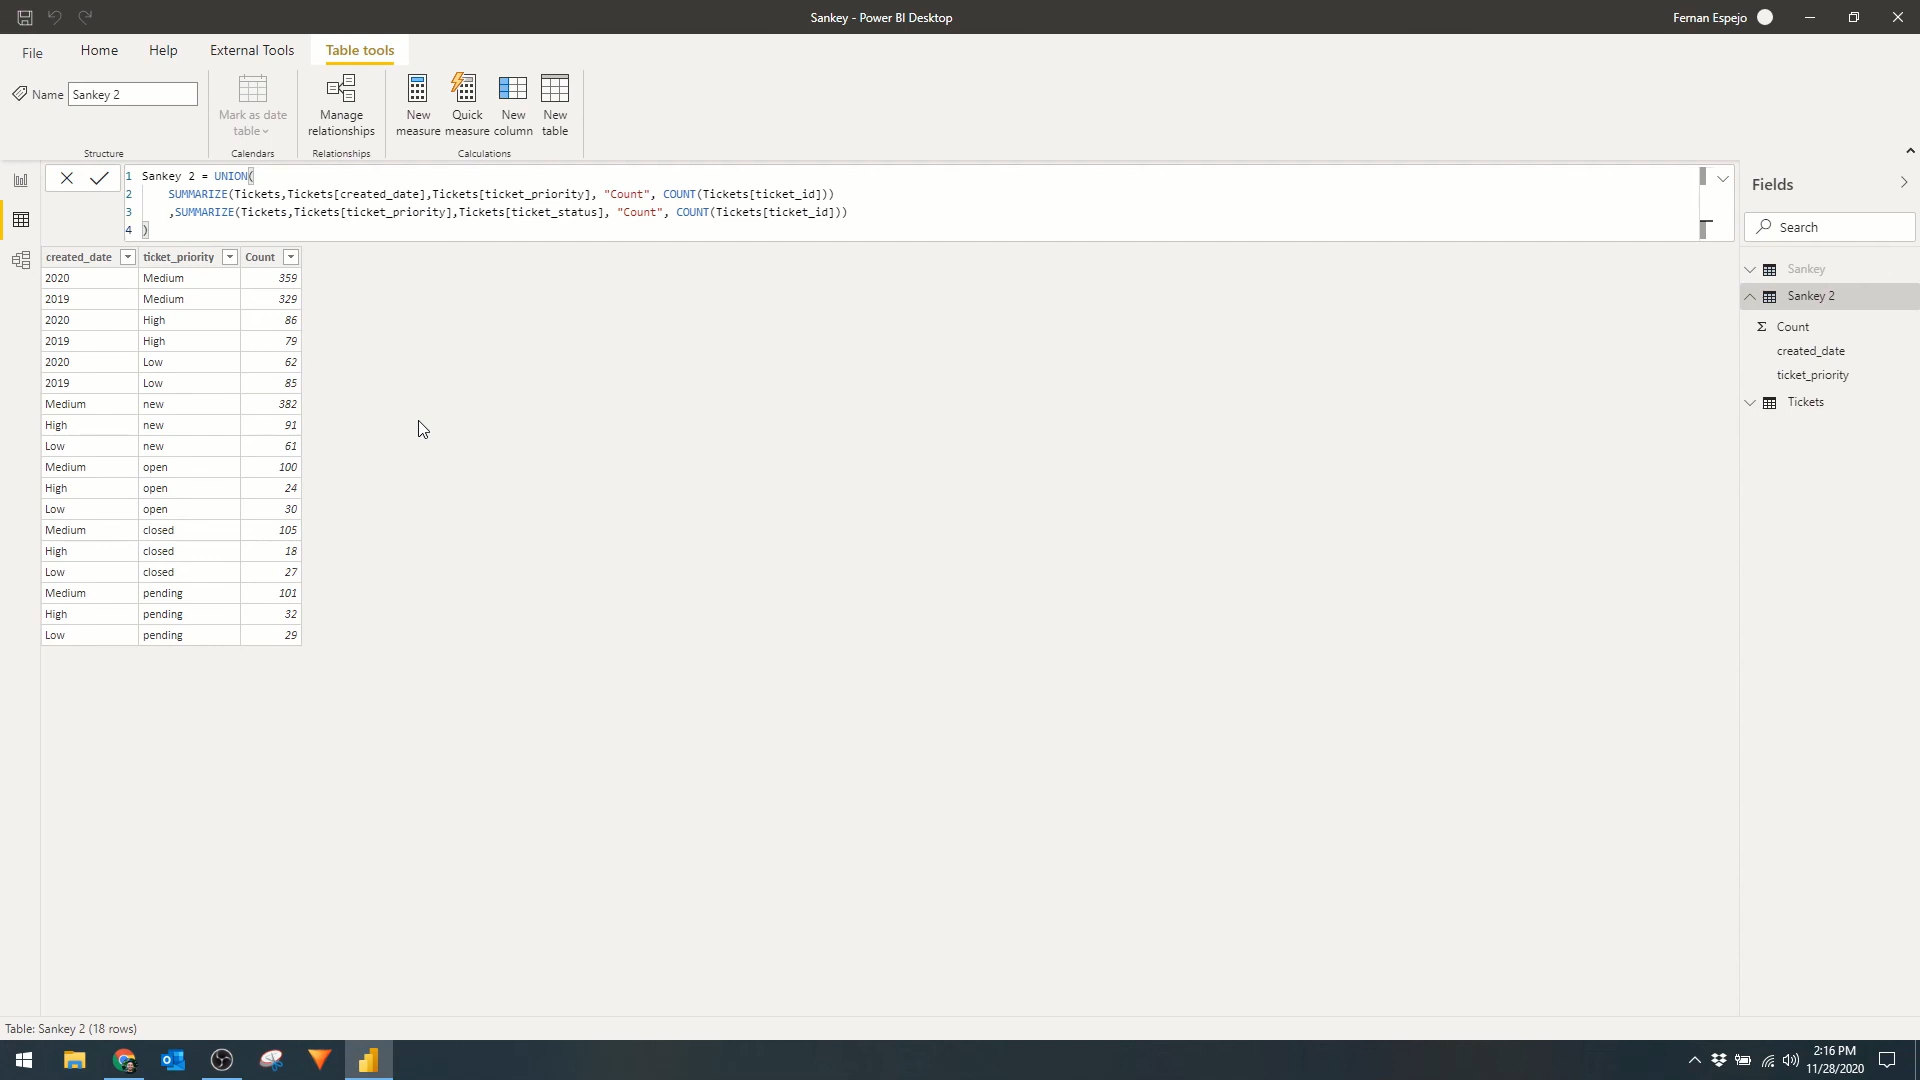 Sankey - Power BI Desktop
Fernan Espejo
File
Home
Help
External Tools
Table tools
Name
Sankey 2
Mark as date
table
Manage
relationships
New
measure
Quick
measure
New
column
New
table
Structure
Calendars
Relationships
Calculations
1 Sankey 2 = UNION(
2 SUMMARIZE(Tickets,Tickets[created_date],Tickets[ticket_priority], "Count", COUNT(Tickets[ticket_id]))
3 ,SUMMARIZE(Tickets,Tickets[ticket_priority],Tickets[ticket_status], "Count", COUNT(Tickets[ticket_id]))
4 )
created_date ticket_priority Count
2020 Medium 359
2019 Medium 329
2020 High 86
2019 High 79
2020 Low 62
2019 Low 85
Medium new 382
High new 91
Low new 61
Medium open 100
High open 24
Low open 30
Medium closed 105
High closed 18
Low closed 27
Medium pending 101
High pending 32
Low pending 29
Fields
Search
Sankey
Sankey 2
Σ Count
created_date
ticket_priority
Tickets
Table: Sankey 2 (18 rows)
2:16 PM
11/28/2020